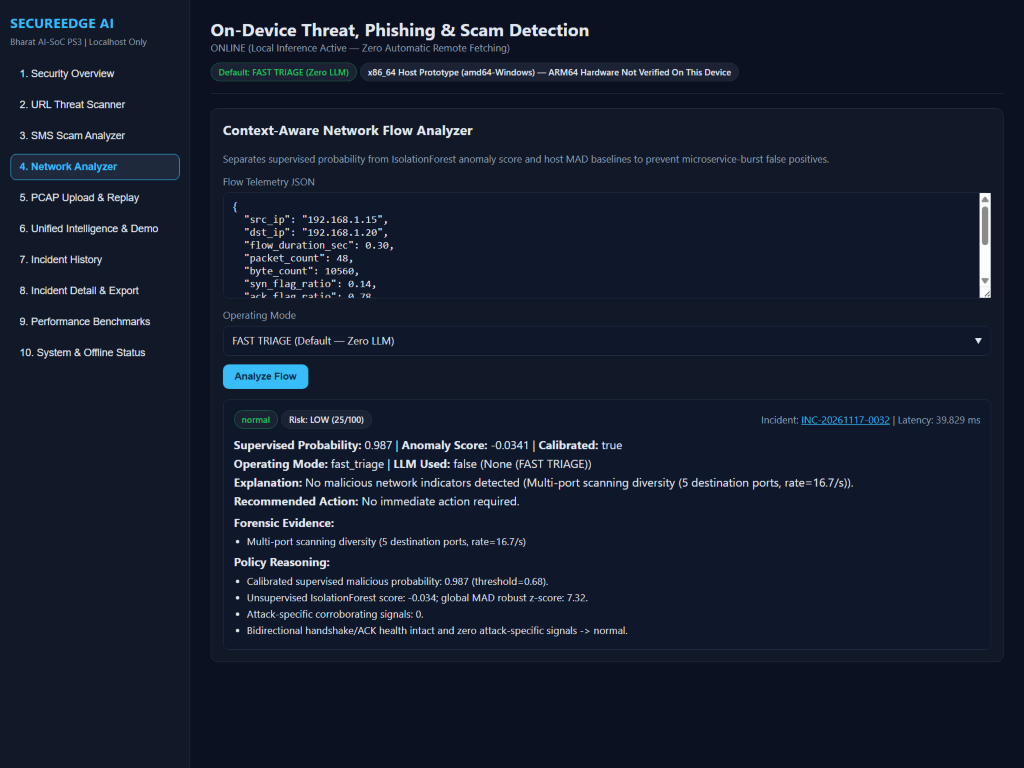 SECUREEDGE AI
Bharat AI-SoC PS3 | Localhost Only
1. Security Overview
2. URL Threat Scanner
3. SMS Scam Analyzer
4. Network Analyzer
5. PCAP Upload & Replay
6. Unified Intelligence & Demo
7. Incident History
8. Incident Detail & Export
9. Performance Benchmarks
10. System & Offline Status
On-Device Threat, Phishing & Scam Detection
ONLINE (Local Inference Active — Zero Automatic Remote Fetching)
Default: FAST TRIAGE (Zero LLM) x86_64 Host Prototype (amd64-Windows) — ARM64 Hardware Not Verified On This Device
Context-Aware Network Flow Analyzer
Separates supervised probability from IsolationForest anomaly score and host MAD baselines to prevent microservice-burst false positives.
Flow Telemetry JSON
{
"src_ip": "192.168.1.15",
"dst_ip": "192.168.1.20",
"flow_duration_sec": 0.30,
"packet_count": 48,
"byte_count": 10560,
"syn_flag_ratio": 0.14,
"ack_flag_ratio": 0.78
Operating Mode
FAST TRIAGE (Default — Zero LLM)
Analyze Flow
normal Risk: LOW (25/100) Incident: INC-20261117-0032 | Latency: 39.829 ms
Supervised Probability: 0.987 | Anomaly Score: -0.0341 | Calibrated: true
Operating Mode: fast_triage | LLM Used: false (None (FAST TRIAGE))
Explanation: No malicious network indicators detected (Multi-port scanning diversity (5 destination ports, rate=16.7/s)).
Recommended Action: No immediate action required.
Forensic Evidence:
• Multi-port scanning diversity (5 destination ports, rate=16.7/s)
Policy Reasoning:
• Calibrated supervised malicious probability: 0.987 (threshold=0.68).
• Unsupervised IsolationForest score: -0.034; global MAD robust z-score: 7.32.
• Attack-specific corroborating signals: 0.
• Bidirectional handshake/ACK health intact and zero attack-specific signals -> normal.